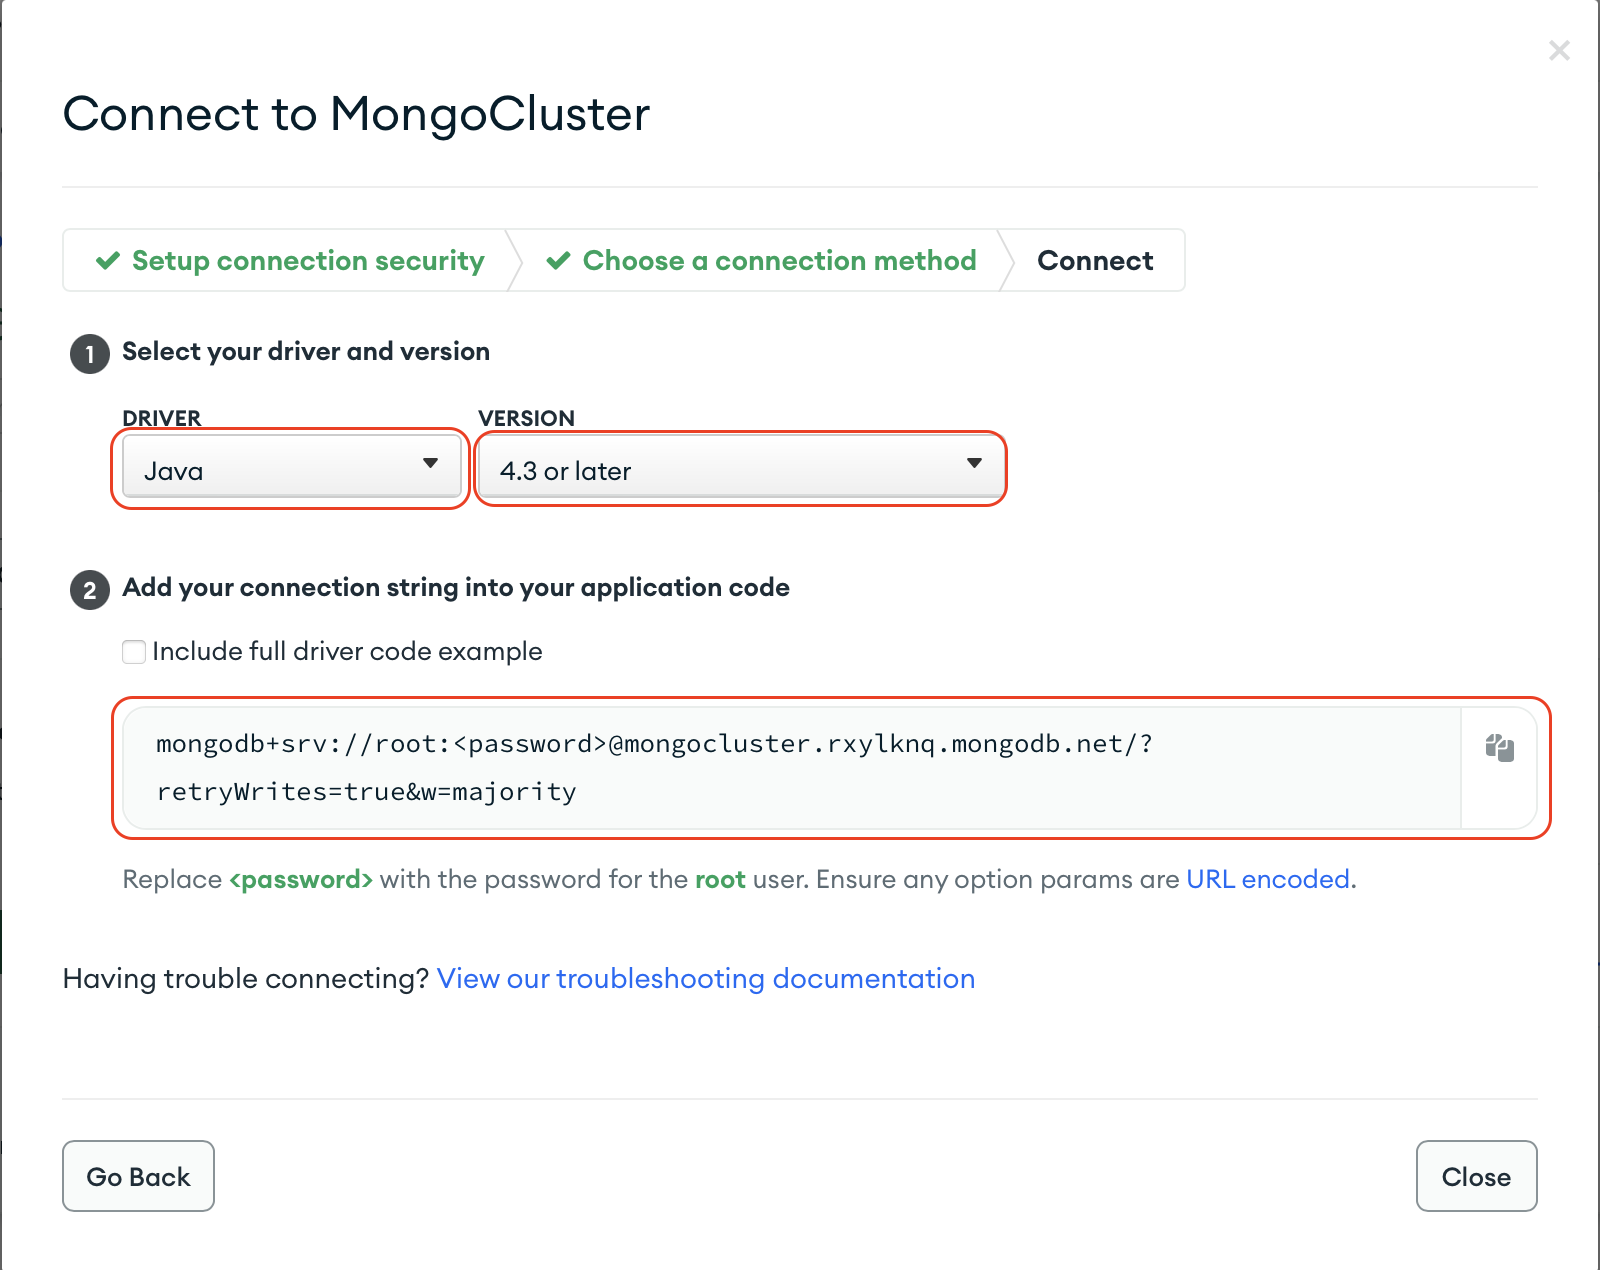 Connect to MongoCluster
Setup connection security
Choose a connection method
Connect
1 Select your driver and version
DRIVER VERSION
Java 4.3 or later
2 Add your connection string into your application code
Include full driver code example
mongodb+srv://root:<password>@mongocluster.rxylknq.mongodb.net/?
retryWrites=true&w=majority
Replace <password> with the password for the root user. Ensure any option params are URL encoded.
Having trouble connecting? View our troubleshooting documentation
Go Back
Close